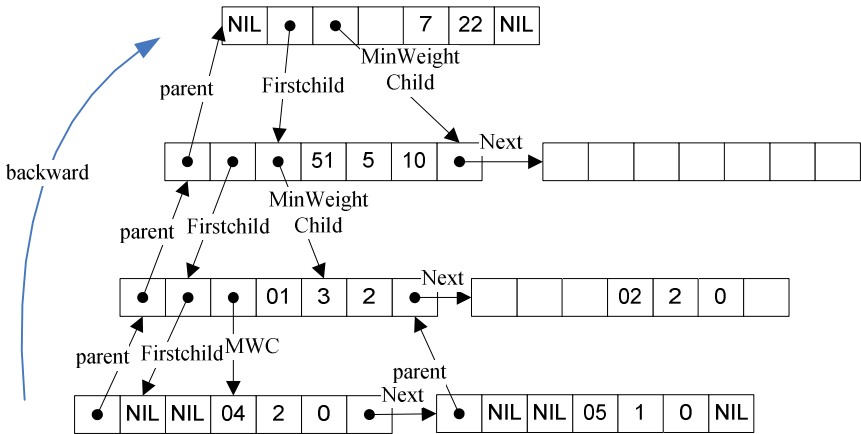 NIL 7 22 NIL
MinWeight
Child
parent
Firstchild
backward
51 5 10
Next
MinWeight
Child
parent
Firstchild
01 3 2
Next
02 2 0
parent
Firstchild
MWC
parent
NIL NIL 04 2 0
Next
NIL NIL 05 1 0 NIL